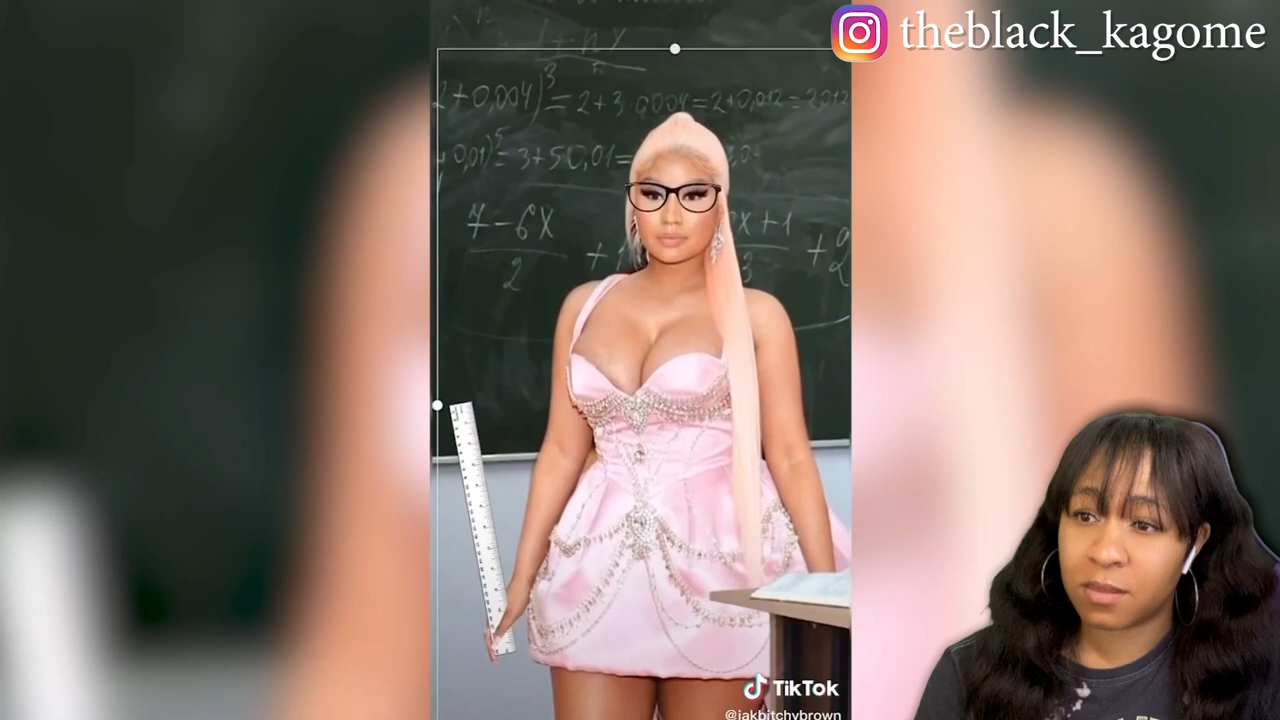 theblack_kagome
2+0,004)³=2+3 0,004=2+0,012=2,012
+0,01)⁵=3+5 0,01=
7-6x
2
x+1
3
+2
TikTok
@jakbitchybrown